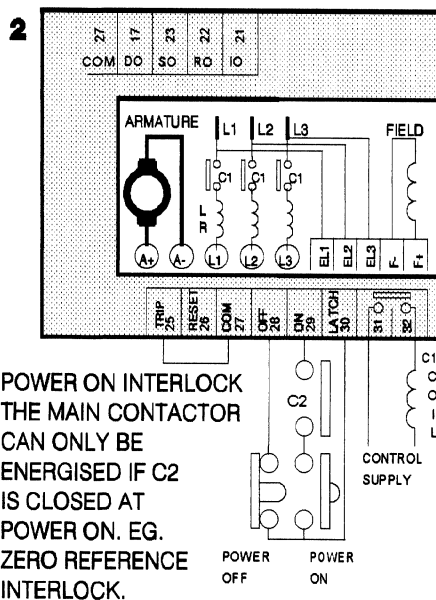 2
27 17 23 22 21
COM DO SO RO IO
ARMATURE L1 L2 L3 FIELD
C1 C1 C1
L
R
A+ A- L1 L2 L3 EL1 EL2 EL3 F- F+
TRIP 25 RESET 26 COM 27 OFF 28 ON 29 LATCH 30 31 32
C1
C
O
I
L
C2
POWER ON INTERLOCK
THE MAIN CONTACTOR
CAN ONLY BE
ENERGISED IF C2
IS CLOSED AT
POWER ON. EG.
ZERO REFERENCE
INTERLOCK.
CONTROL
SUPPLY
POWER
OFF
POWER
ON